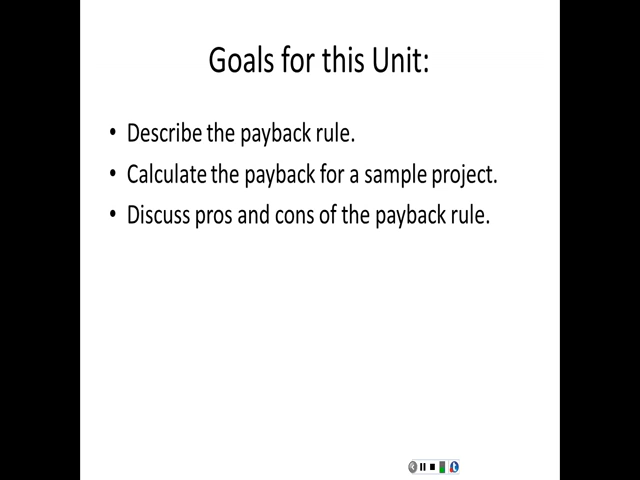 Goals for this Unit:
• Describe the payback rule.
• Calculate the payback for a sample project.
• Discuss pros and cons of the payback rule.